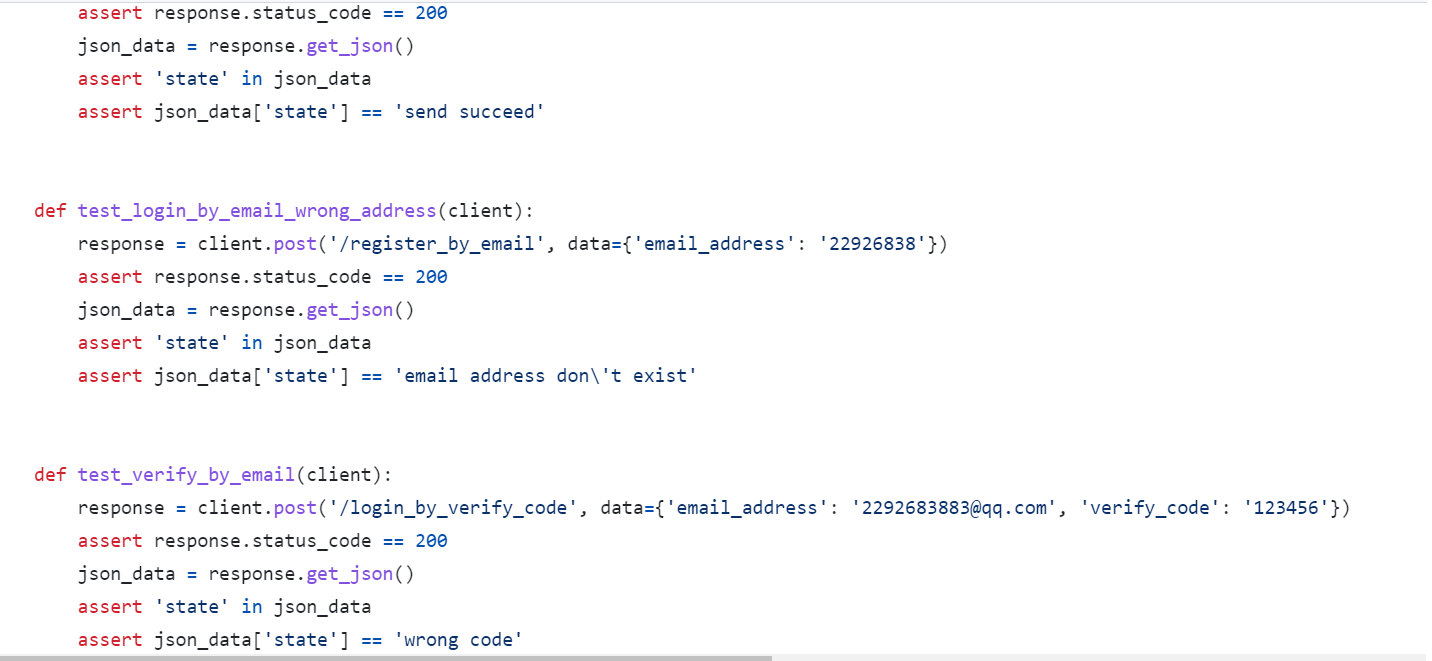 assert response.status_code == 200
json_data = response.get_json()
assert 'state' in json_data
assert json_data['state'] == 'send succeed'
def test_login_by_email_wrong_address(client):
response = client.post('/register_by_email', data={'email_address': '22926838'})
assert response.status_code == 200
json_data = response.get_json()
assert 'state' in json_data
assert json_data['state'] == 'email address don\'t exist'
def test_verify_by_email(client):
response = client.post('/login_by_verify_code', data={'email_address': '2292683883@qq.com', 'verify_code': '123456'})
assert response.status_code == 200
json_data = response.get_json()
assert 'state' in json_data
assert json_data['state'] == 'wrong code'